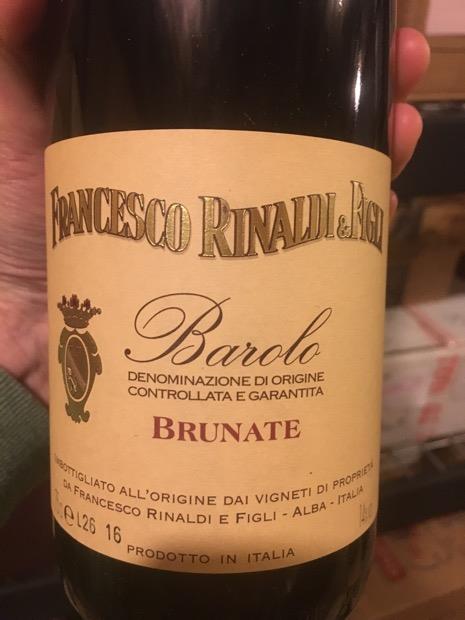 FRANCESCO RINALDI & FIGLI
Barolo
DENOMINAZIONE DI ORIGINE
CONTROLLATA E GARANTITA
BRUNATE
IMBOTTIGLIATO ALL'ORIGINE DAI VIGNETI DI PROPRIETÀ
DA FRANCESCO RINALDI E FIGLI - ALBA - ITALIA
e L26 16
PRODOTTO IN ITALIA